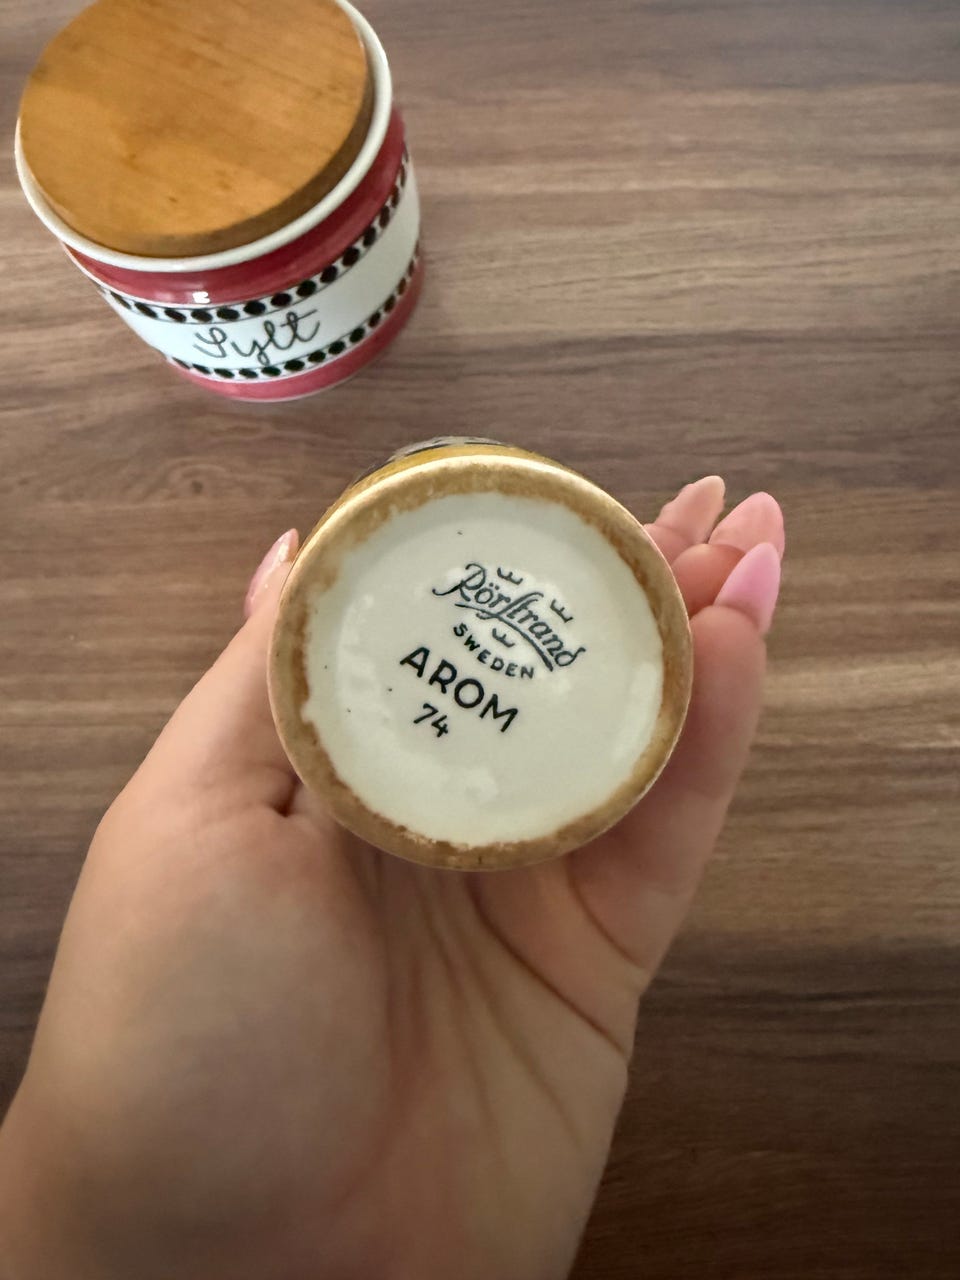 Sylt
Rörstrand
SWEDEN
AROM
74